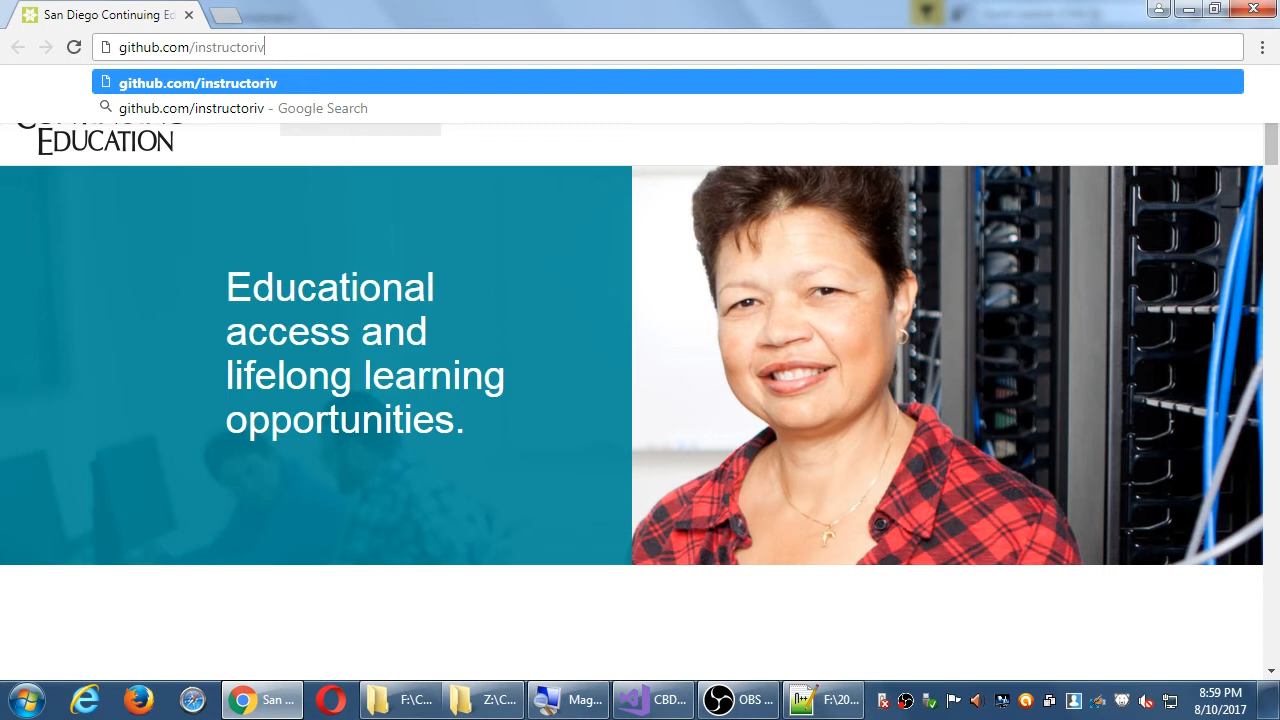 San Diego Continuing Ed
github.com/instructoriv
github.com/instructoriv
github.com/instructoriv - Google Search
EDUCATION
Educational
access and
lifelong learning
opportunities.
San ...
F:\C...
Z:\C...
Mag...
CBD...
OBS ...
F:\20...
8:59 PM
8/10/2017